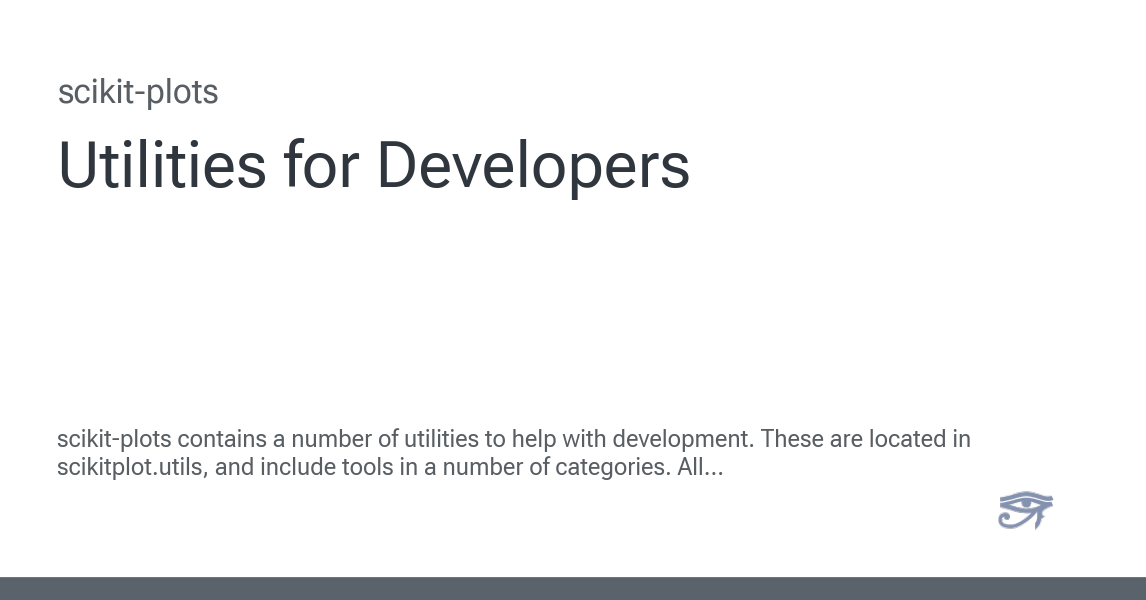 scikit-plots
Utilities for Developers
scikit-plots contains a number of utilities to help with development. These are located in
scikitplot.utils, and include tools in a number of categories. All...